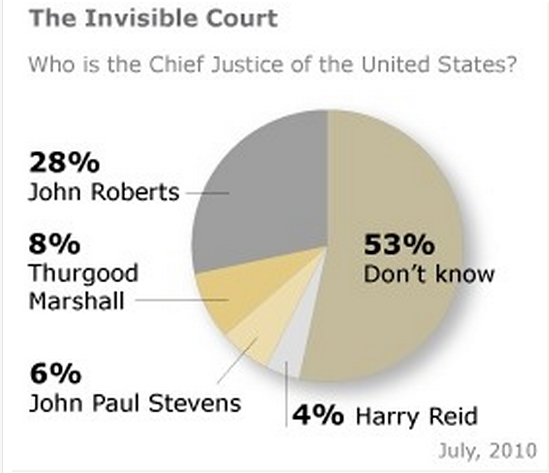 The Invisible Court
Who is the Chief Justice of the United States?
28%
John Roberts
8%
Thurgood
Marshall
6%
John Paul Stevens
53%
Don't know
4% Harry Reid
July, 2010